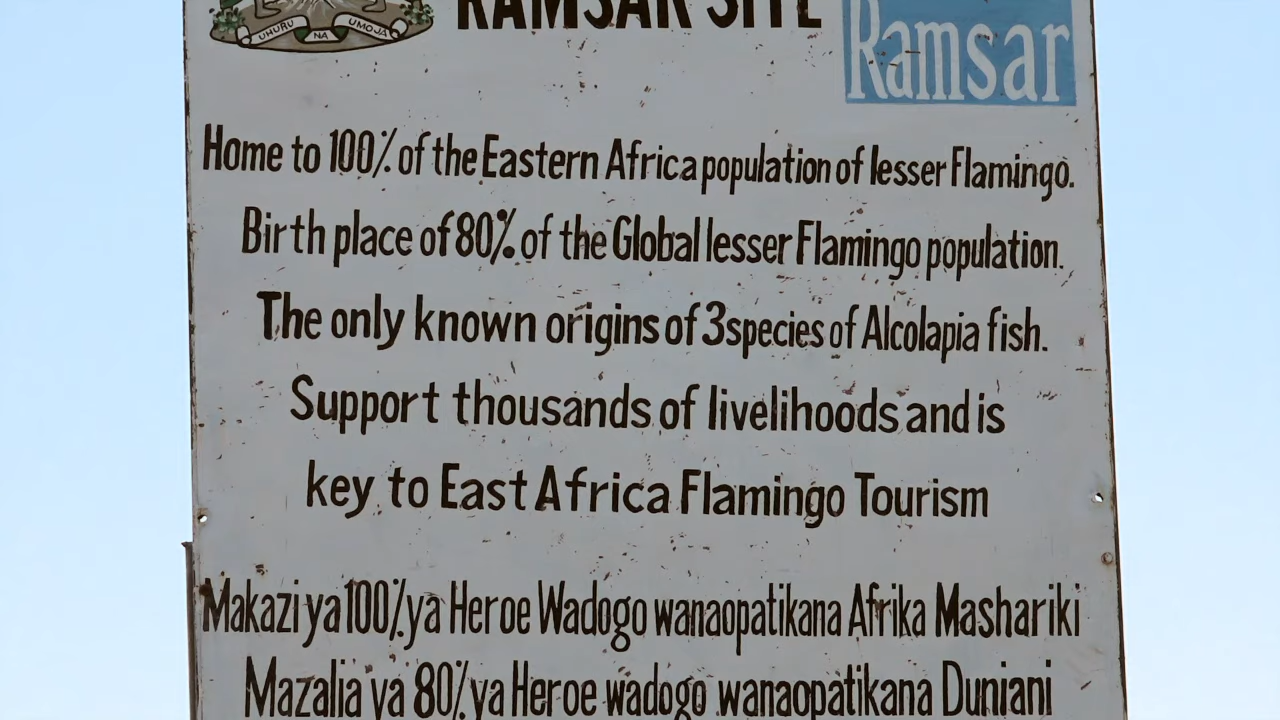 RAMSAR SITE
UHURU NA UMOJA
Ramsar
Home to 100% of the Eastern Africa population of lesser Flamingo.
Birth place of 80% of the Global lesser Flamingo population.
The only known origins of 3 species of Alcolapia fish.
Support thousands of livelihoods and is
key to East Africa Flamingo Tourism
Makazi ya 100% ya Heroe Wadogo wanaopatikana Afrika Mashariki
Mazalia ya 80% ya Heroe wadogo wanaopatikana Duniani